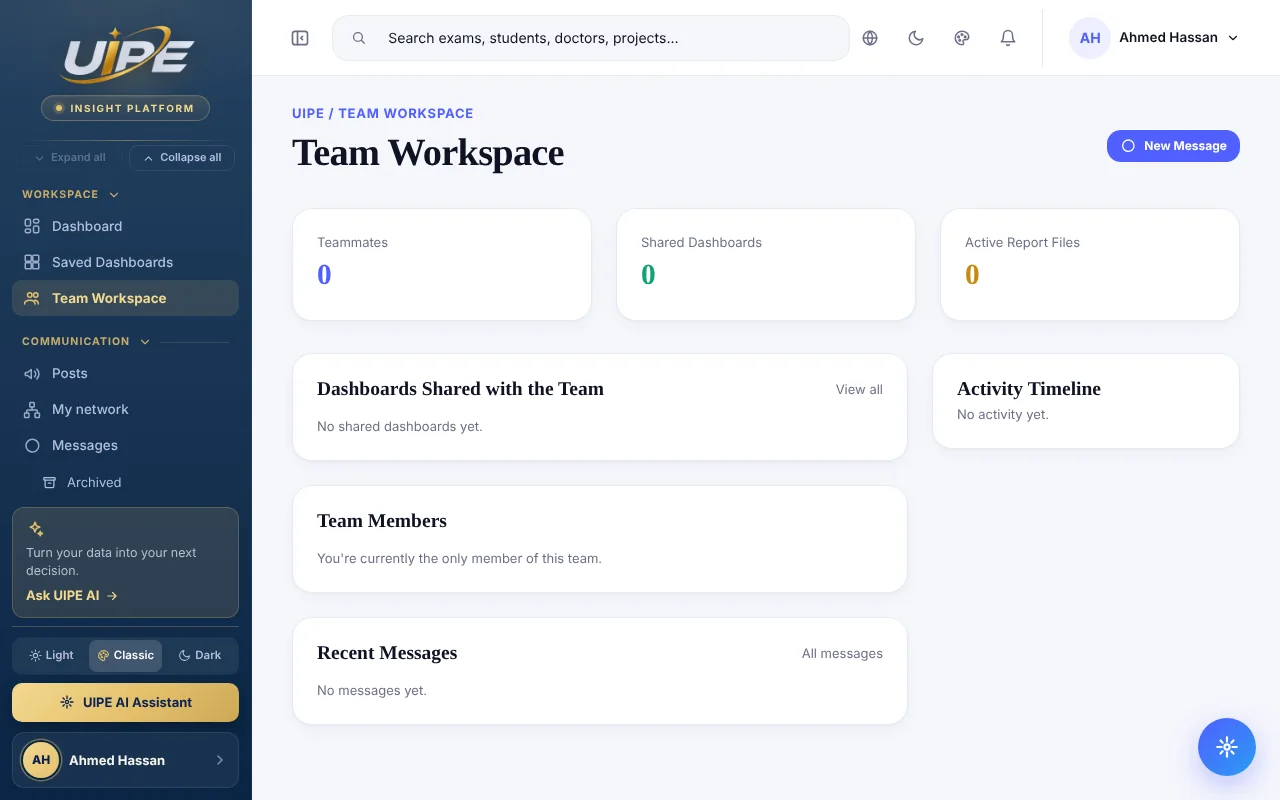 UIPE
INSIGHT PLATFORM
Expand all
Collapse all
WORKSPACE
Dashboard
Saved Dashboards
Team Workspace
COMMUNICATION
Posts
My network
Messages
Archived
Turn your data into your next
decision.
Ask UIPE AI →
Light
Classic
Dark
UIPE AI Assistant
AH
Ahmed Hassan
Search exams, students, doctors, projects...
AH
Ahmed Hassan
UIPE / TEAM WORKSPACE
Team Workspace
New Message
Teammates
0
Shared Dashboards
0
Active Report Files
0
Dashboards Shared with the Team
View all
No shared dashboards yet.
Activity Timeline
No activity yet.
Team Members
You're currently the only member of this team.
Recent Messages
All messages
No messages yet.